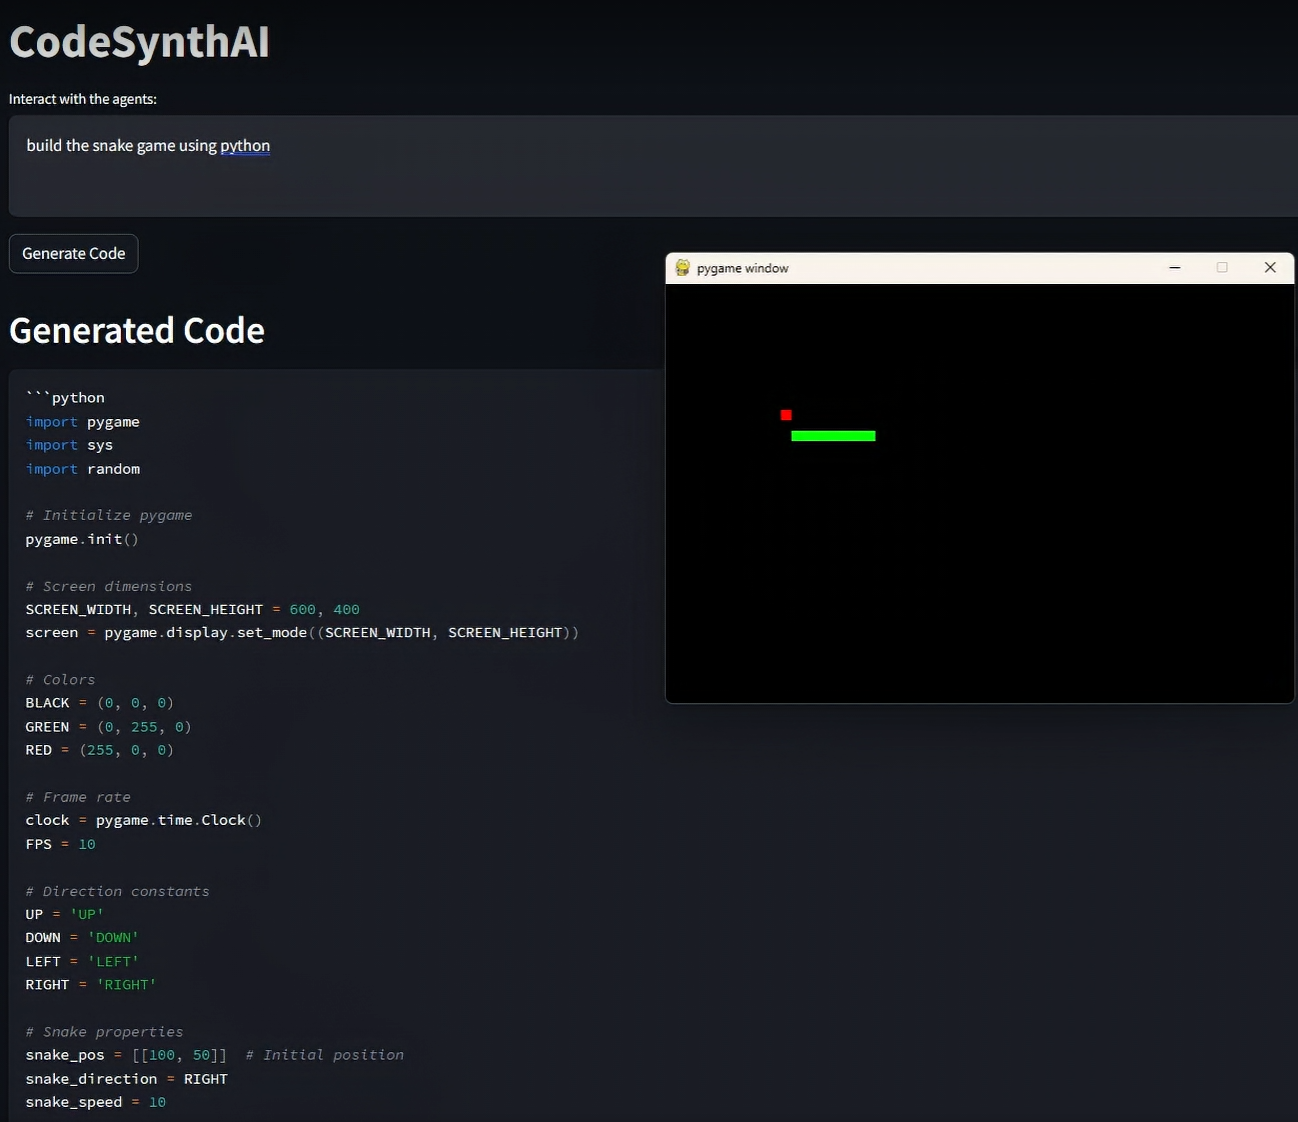 CodeSynthAI
Interact with the agents:
build the snake game using python
Generate Code
pygame window
Generated Code
```python
import pygame
import sys
import random
# Initialize pygame
pygame.init()
# Screen dimensions
SCREEN_WIDTH, SCREEN_HEIGHT = 600, 400
screen = pygame.display.set_mode((SCREEN_WIDTH, SCREEN_HEIGHT))
# Colors
BLACK = (0, 0, 0)
GREEN = (0, 255, 0)
RED = (255, 0, 0)
# Frame rate
clock = pygame.time.Clock()
FPS = 10
# Direction constants
UP = 'UP'
DOWN = 'DOWN'
LEFT = 'LEFT'
RIGHT = 'RIGHT'
# Snake properties
snake_pos = [[100, 50]]  # Initial position
snake_direction = RIGHT
snake_speed = 10